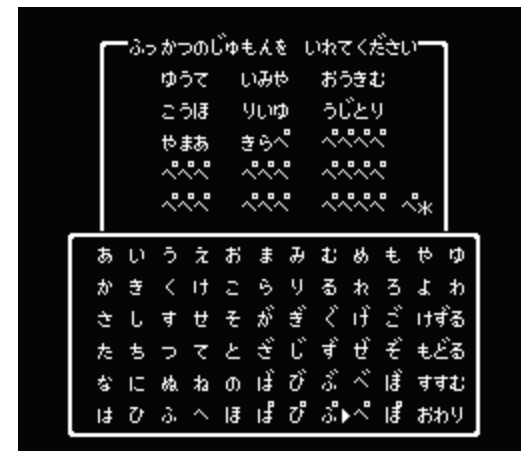 ふっかつのじゅもんを いれてください
ゆうて いみや おうきむ
こうほ りいゆ うじとり
やまあ きらぺ ぺぺぺぺ
ぺぺぺ ぺぺぺ ぺぺぺぺ
ぺぺぺ ぺぺぺ ぺぺぺぺ ぺ*
あ い う え お ま み む め も や ゆ
か き く け こ ら り る れ ろ よ わ
さ し す せ そ が ぎ ぐ げ ご けずる
た ち つ て と ざ じ ず ぜ ぞ もどる
な に ぬ ね の ば び ぶ べ ぼ すすむ
は ひ ふ へ ほ ぱ ぴ ぷ▶ぺ ぽ おわり